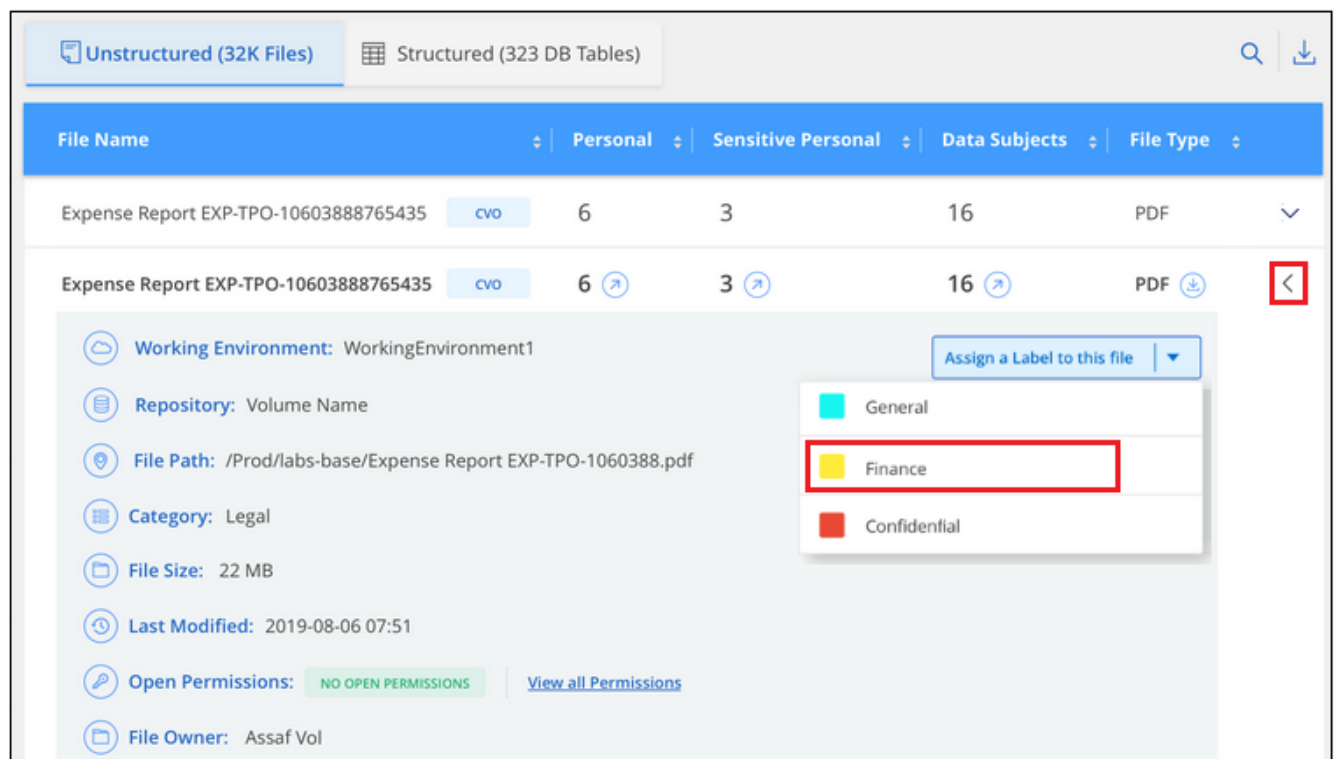 Unstructured (32K Files) Structured (323 DB Tables)
File Name Personal Sensitive Personal Data Subjects File Type
Expense Report EXP-TPO-10603888765435 CVO 6 3 16 PDF
Expense Report EXP-TPO-10603888765435 CVO 6 3 16 PDF
Working Environment: WorkingEnvironment1 Assign a Label to this file
Repository: Volume Name General
File Path: /Prod/labs-base/Expense Report EXP-TPO-1060388.pdf Finance
Category: Legal Confidential
File Size: 22 MB
Last Modified: 2019-08-06 07:51
Open Permissions: NO OPEN PERMISSIONS View all Permissions
File Owner: Assaf Vol